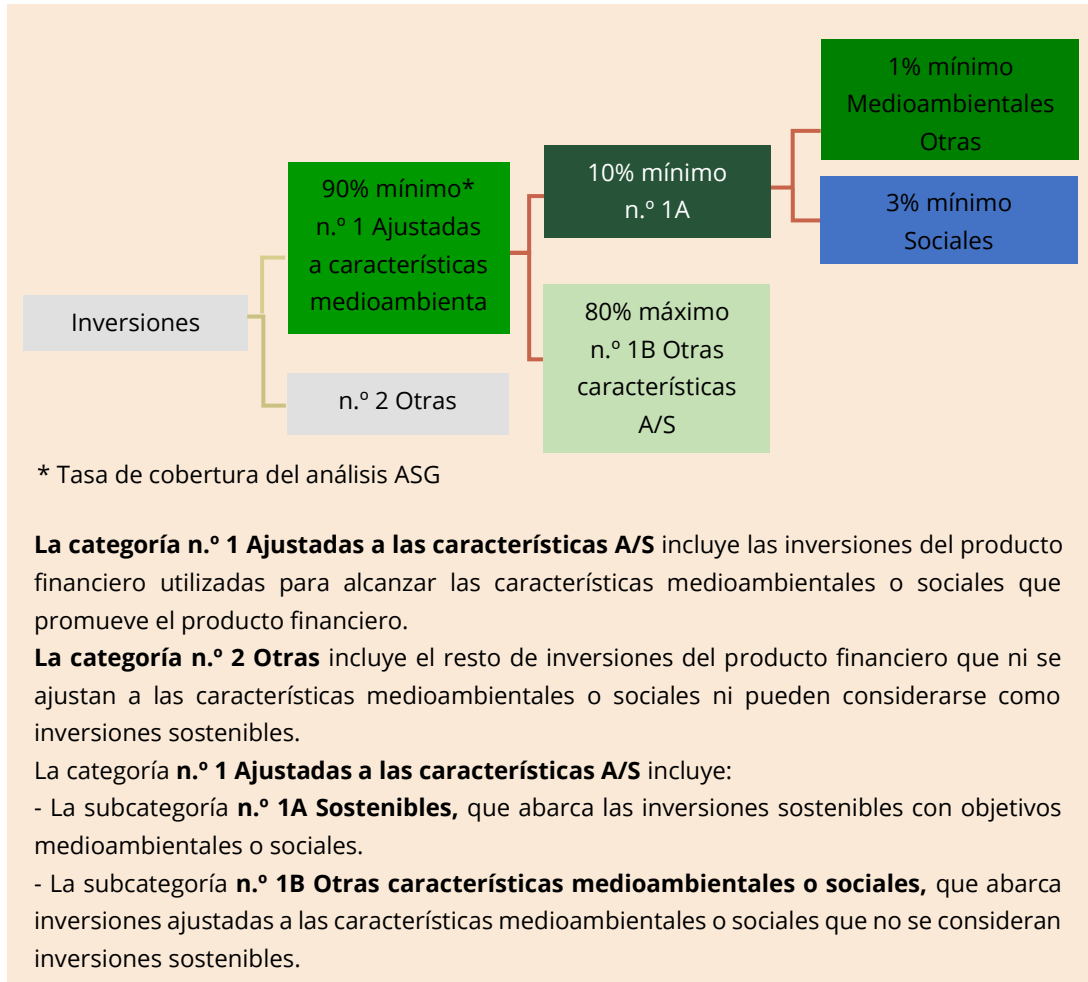 1% mínimo
Medioambientales
Otras
90% mínimo*
n.º 1 Ajustadas
a características
medioambienta
10% mínimo
n.º 1A
3% mínimo
Sociales
Inversiones
80% máximo
n.º 1B Otras
características
A/S
n.º 2 Otras
* Tasa de cobertura del análisis ASG
La categoría n.º 1 Ajustadas a las características A/S incluye las inversiones del producto
financiero utilizadas para alcanzar las características medioambientales o sociales que
promueve el producto financiero.
La categoría n.º 2 Otras incluye el resto de inversiones del producto financiero que ni se
ajustan a las características medioambientales o sociales ni pueden considerarse como
inversiones sostenibles.
La categoría n.º 1 Ajustadas a las características A/S incluye:
- La subcategoría n.º 1A Sostenibles, que abarca las inversiones sostenibles con objetivos
medioambientales o sociales.
- La subcategoría n.º 1B Otras características medioambientales o sociales, que abarca
inversiones ajustadas a las características medioambientales o sociales que no se consideran
inversiones sostenibles.